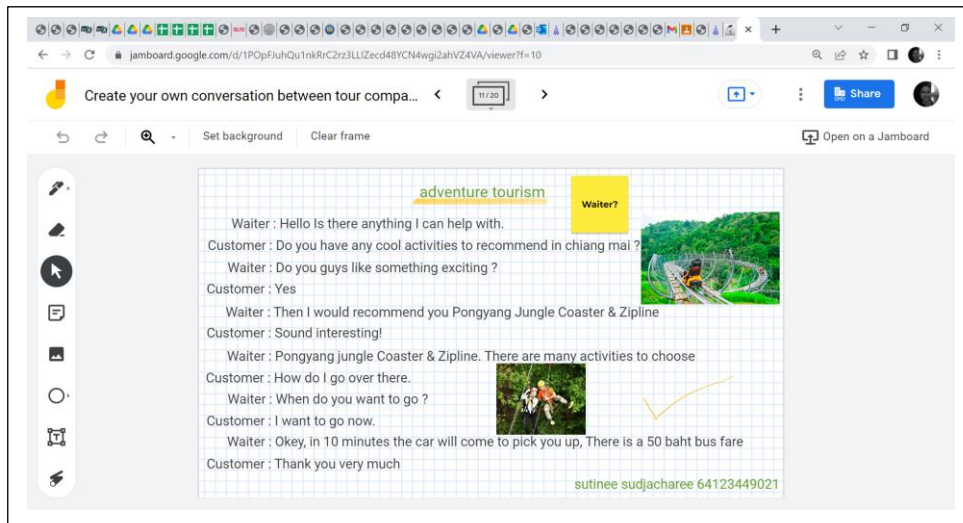 jamboard.google.com/d/1POpFJuhQu1nkRrC2rz3LLlZecd48YCN4wgi2ahVZ4VA/viewer?f=10
Create your own conversation between tour compa...
11 / 20
Share
Set background
Clear frame
Open on a Jamboard
adventure tourism
Waiter?
Waiter : Hello Is there anything I can help with.
Customer : Do you have any cool activities to recommend in chiang mai ?
Waiter : Do you guys like something exciting ?
Customer : Yes
Waiter : Then I would recommend you Pongyang Jungle Coaster & Zipline
Customer : Sound interesting!
Waiter : Pongyang jungle Coaster & Zipline. There are many activities to choose
Customer : How do I go over there.
Waiter : When do you want to go ?
Customer : I want to go now.
Waiter : Okey, in 10 minutes the car will come to pick you up, There is a 50 baht bus fare
Customer : Thank you very much
sutinee sudjacharee 64123449021